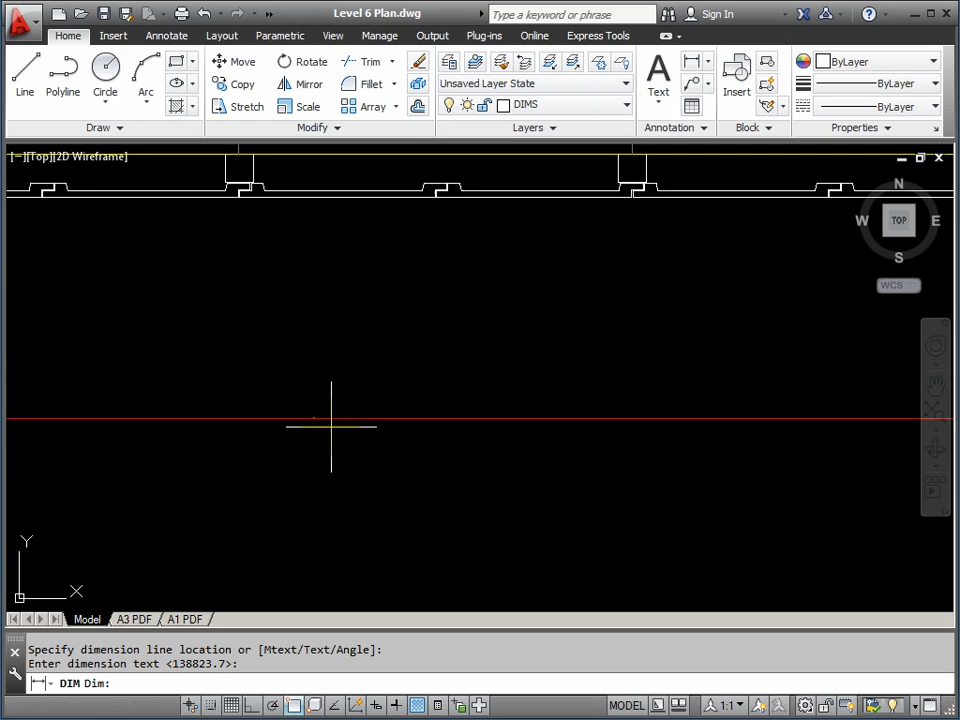 Level 6 Plan.dwg
Type a keyword or phrase
Sign In
Home Insert Annotate Layout Parametric View Manage Output Plug-ins Online Express Tools
Line
Polyline
Circle
Arc
Move
Copy
Stretch
Rotate
Mirror
Scale
Trim
Fillet
Array
Unsaved Layer State
DIMS
Text
Insert
ByLayer
ByLayer
ByLayer
Draw
Modify
Layers
Annotation
Block
Properties
[−][Top][2D Wireframe]
N
W
TOP
E
S
WCS
Y
X
Model A3 PDF A1 PDF
Specify dimension line location or [Mtext/Text/Angle]:
Enter dimension text <138823.7>:
DIM Dim:
MODEL
1:1